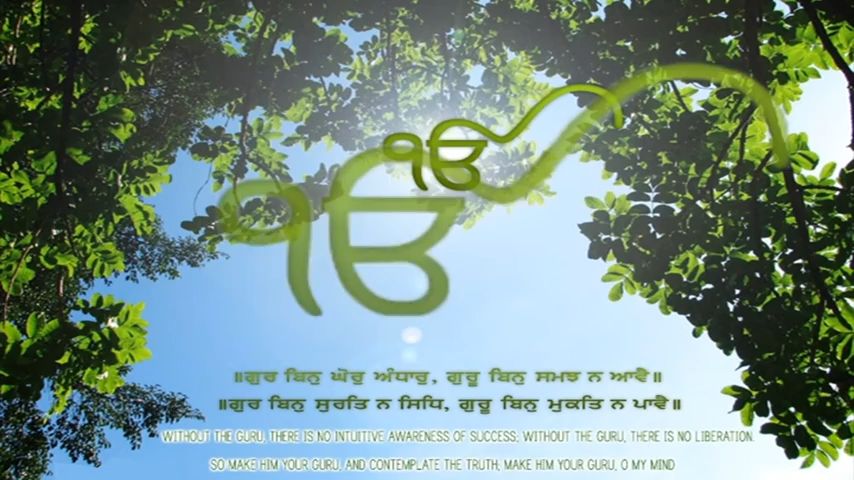 ੴ
ੴ
॥ਗੁਰ ਬਿਨੁ ਘੋਰੁ ਅੰਧਾਰੁ, ਗੁਰੂ ਬਿਨੁ ਸਮਝ ਨ ਆਵੈ॥
॥ਗੁਰ ਬਿਨੁ ਸੁਰਤਿ ਨ ਸਿਧਿ, ਗੁਰੂ ਬਿਨੁ ਮੁਕਤਿ ਨ ਪਾਵੈ॥
WITHOUT THE GURU, THERE IS NO INTUITIVE AWARENESS OF SUCCESS; WITHOUT THE GURU, THERE IS NO LIBERATION.
SO MAKE HIM YOUR GURU, AND CONTEMPLATE THE TRUTH; MAKE HIM YOUR GURU, O MY MIND